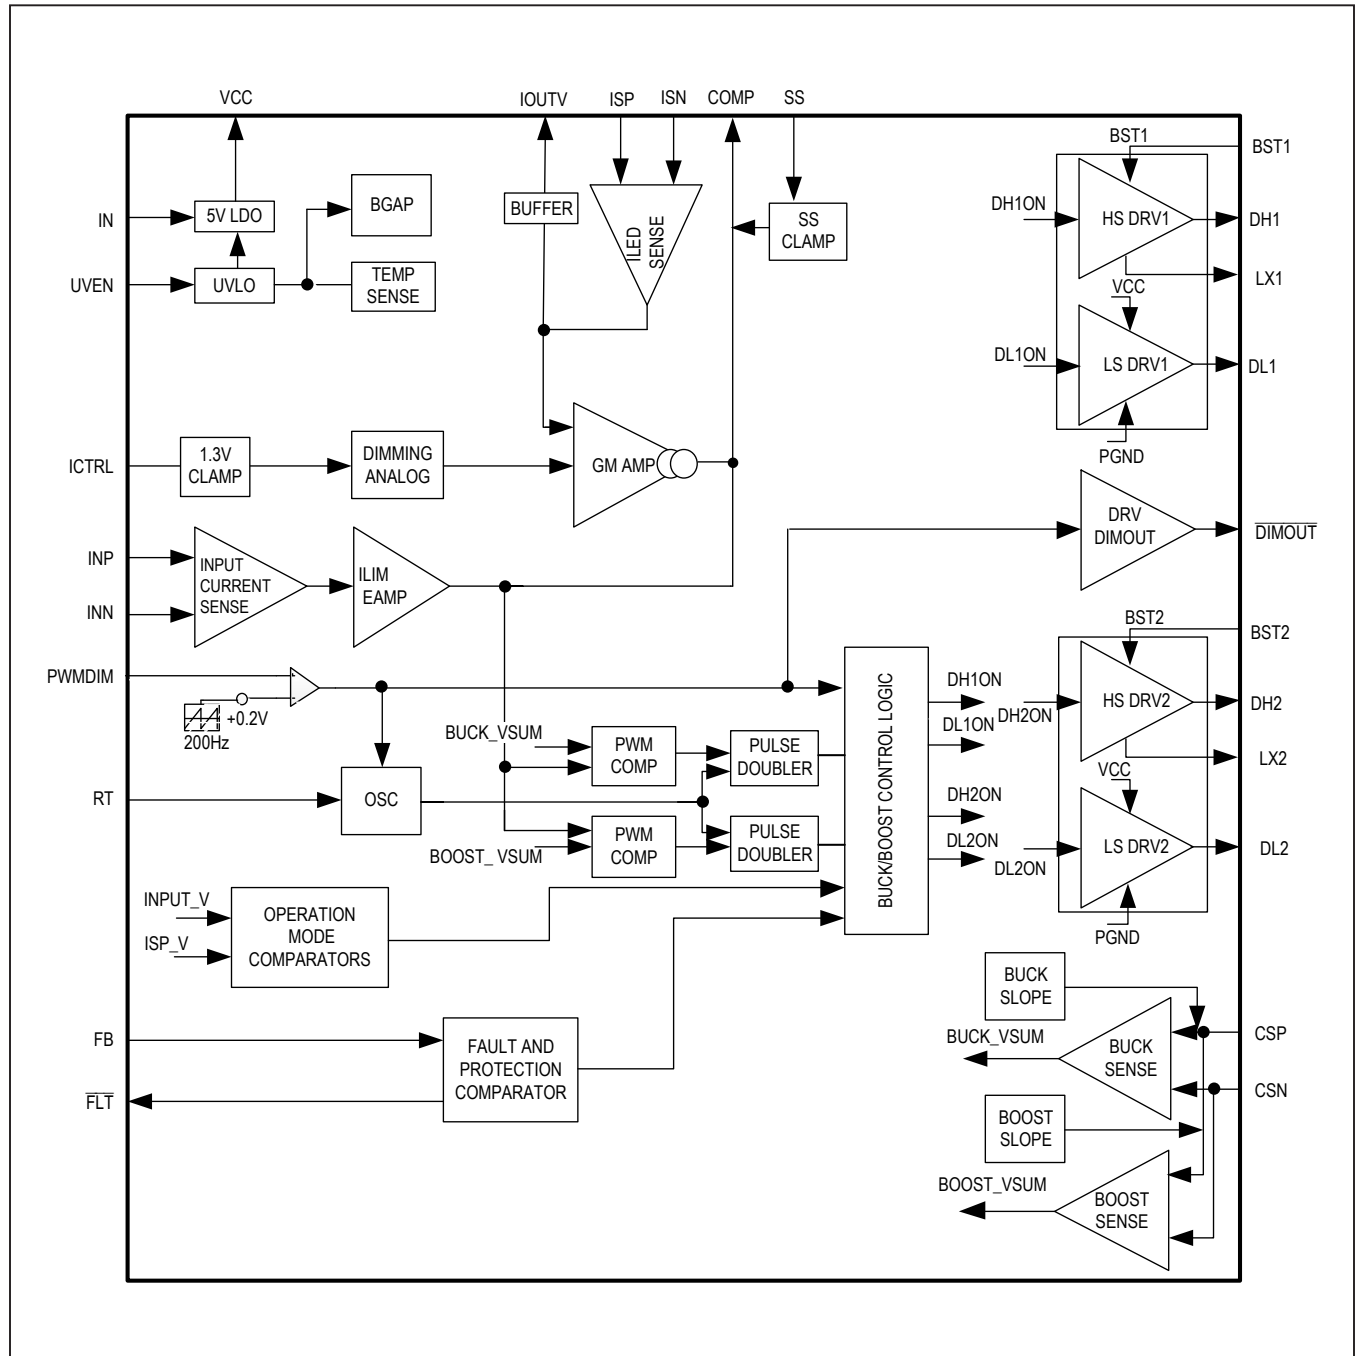 VCC
IOUTV
ISP
ISN
COMP
SS
BST1
BST1
IN
5V LDO
BGAP
BUFFER
ILED
SENSE
SS
CLAMP
DH1ON
HS DRV1
DH1
UVEN
UVLO
TEMP
SENSE
LX1
VCC
DL1ON
LS DRV1
DL1
PGND
ICTRL
1.3V
CLAMP
DIMMING
ANALOG
GM AMP
DRV
DIMOUT
DIMOUT
INP
INN
INPUT
CURRENT
SENSE
ILIM
EAMP
BST2
BST2
PWMDIM
+0.2V
200Hz
BUCK_VSUM
PWM
COMP
PULSE
DOUBLER
BUCK/BOOST CONTROL LOGIC
DH1ON
DL1ON
DH2ON
DL2ON
DH2ON
HS DRV2
DH2
LX2
VCC
RT
OSC
BOOST_ VSUM
PWM
COMP
PULSE
DOUBLER
DL2ON
LS DRV2
DL2
PGND
INPUT_V
ISP_V
OPERATION
MODE
COMPARATORS
BUCK
SLOPE
FB
FLT
FAULT AND
PROTECTION
COMPARATOR
BUCK_VSUM
BUCK
SENSE
CSP
CSN
BOOST
SLOPE
BOOST_VSUM
BOOST
SENSE